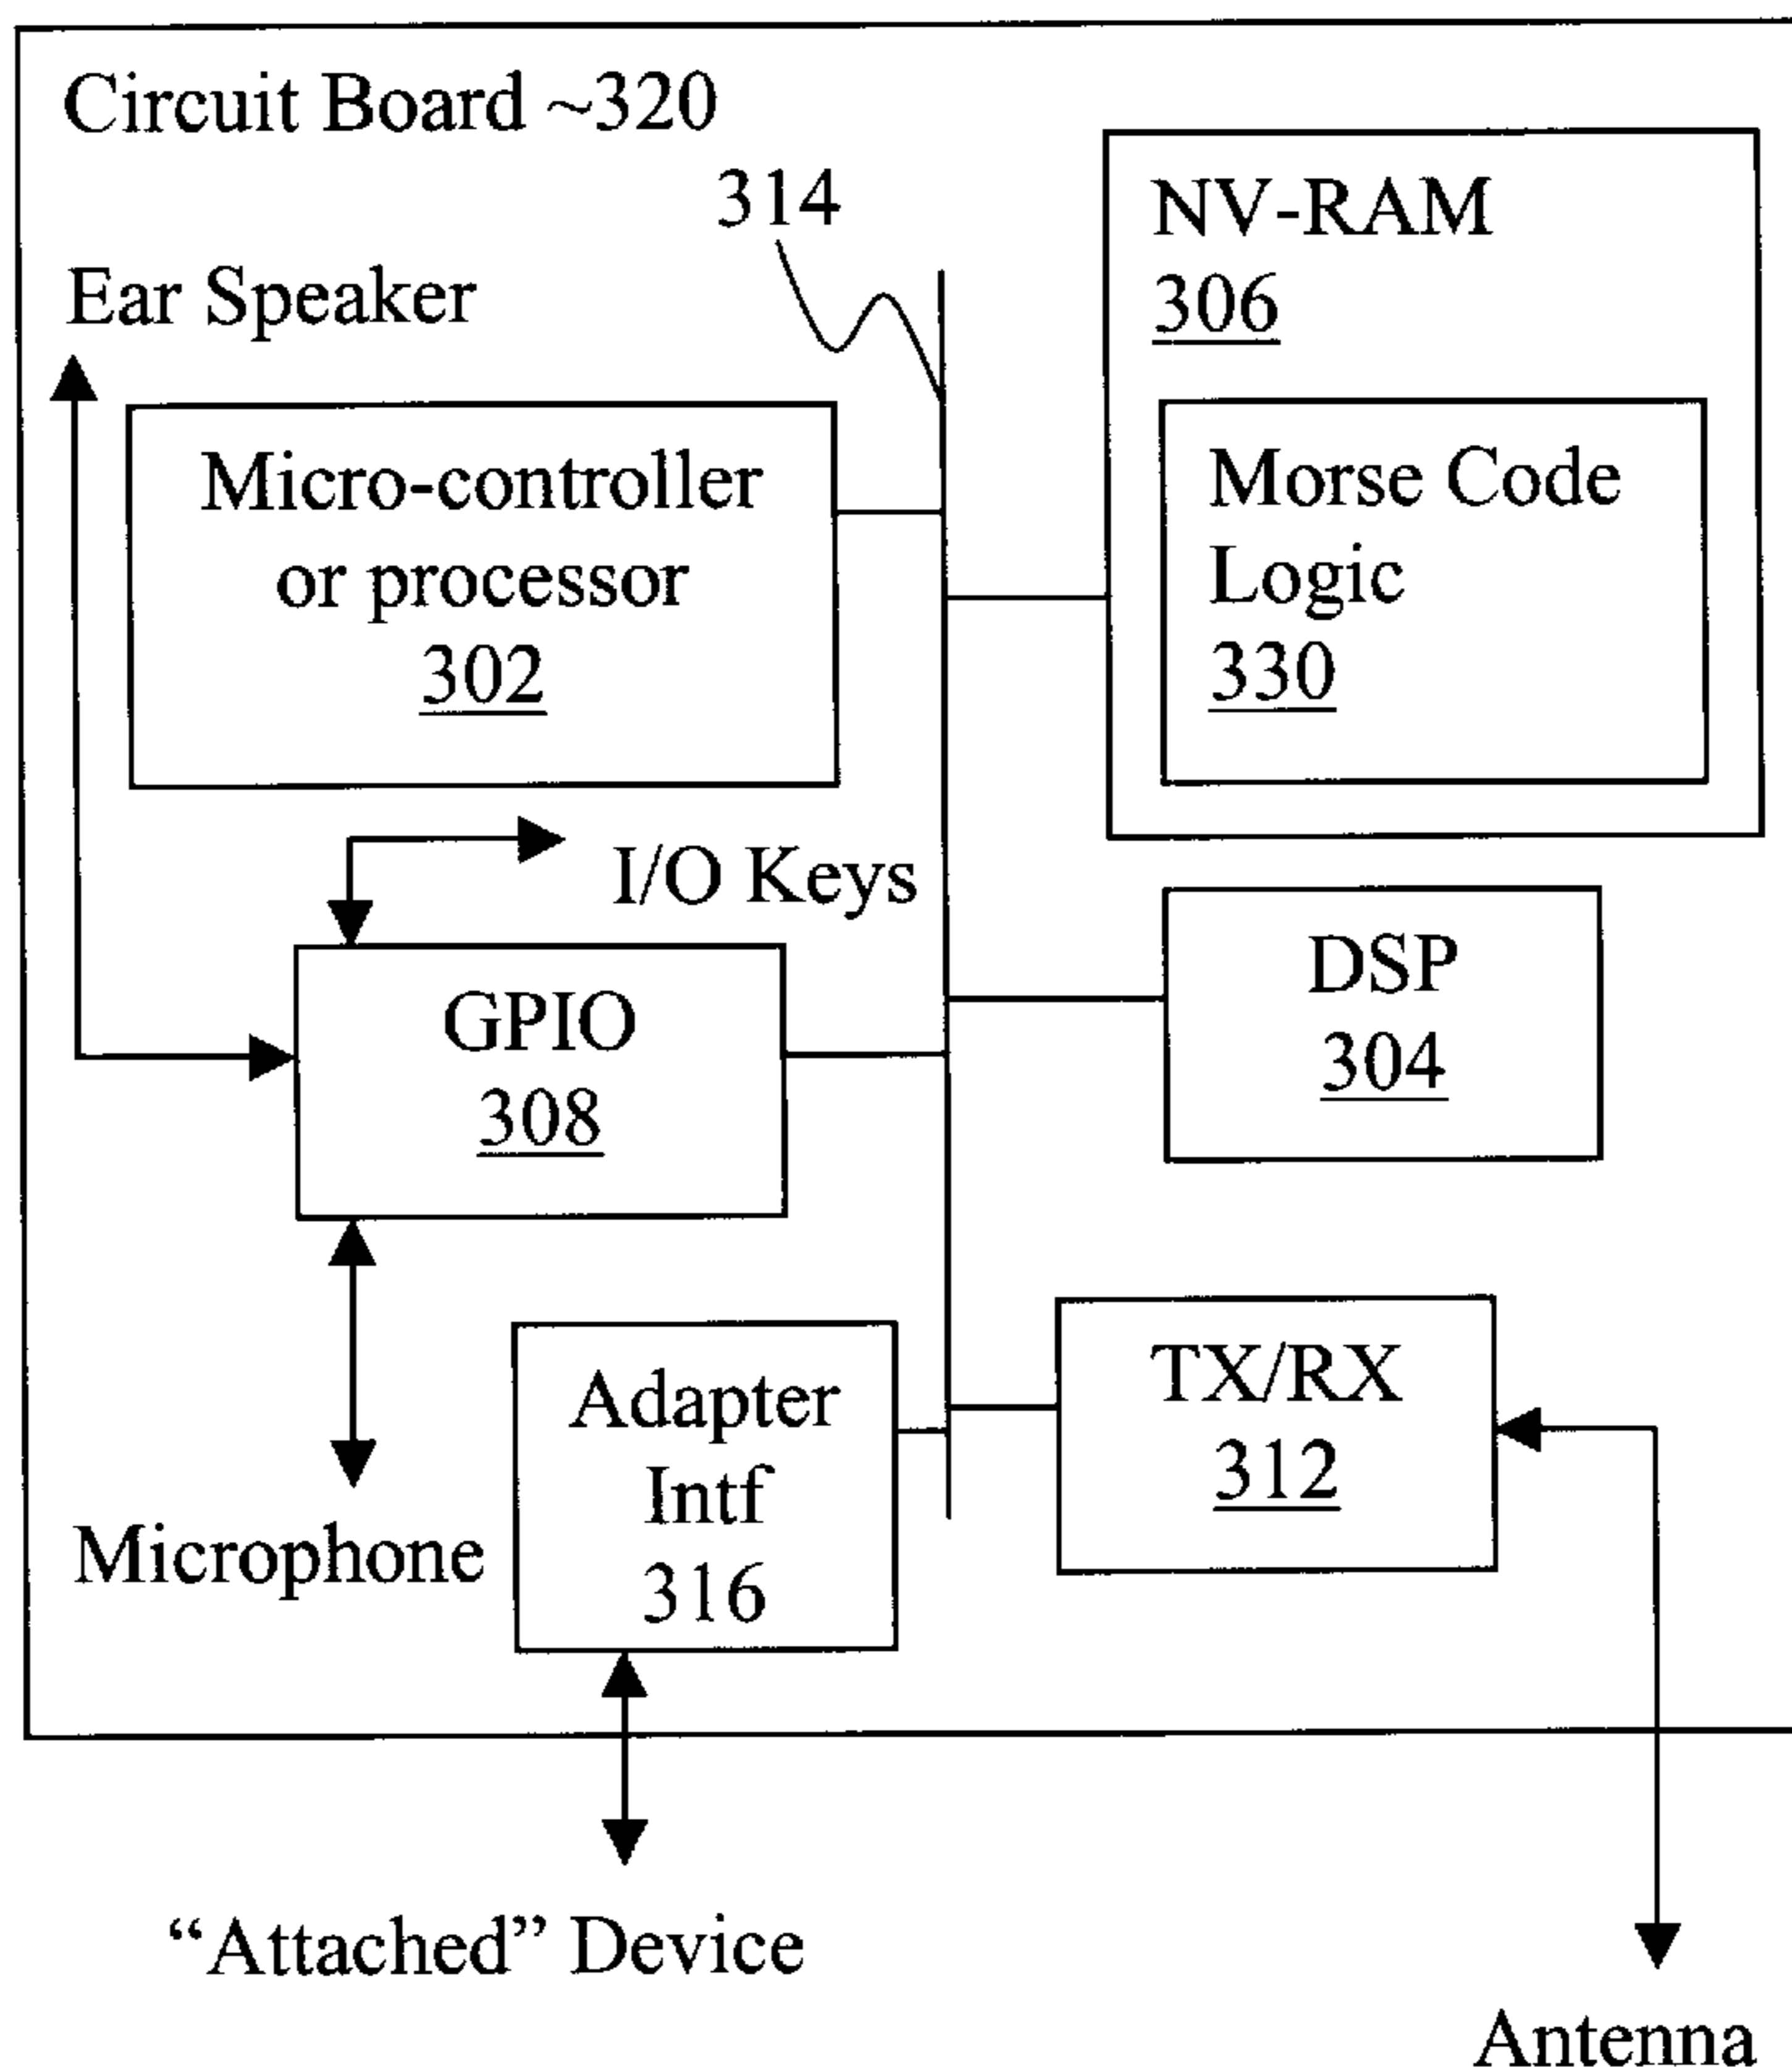 Circuit Board ~320
314
Ear Speaker
NV-RAM
306
Micro-controller
or processor
302
Morse Code
Logic
330
I/O Keys
GPIO
308
DSP
304
Microphone
Adapter
Intf
316
TX/RX
312
“Attached” Device
Antenna